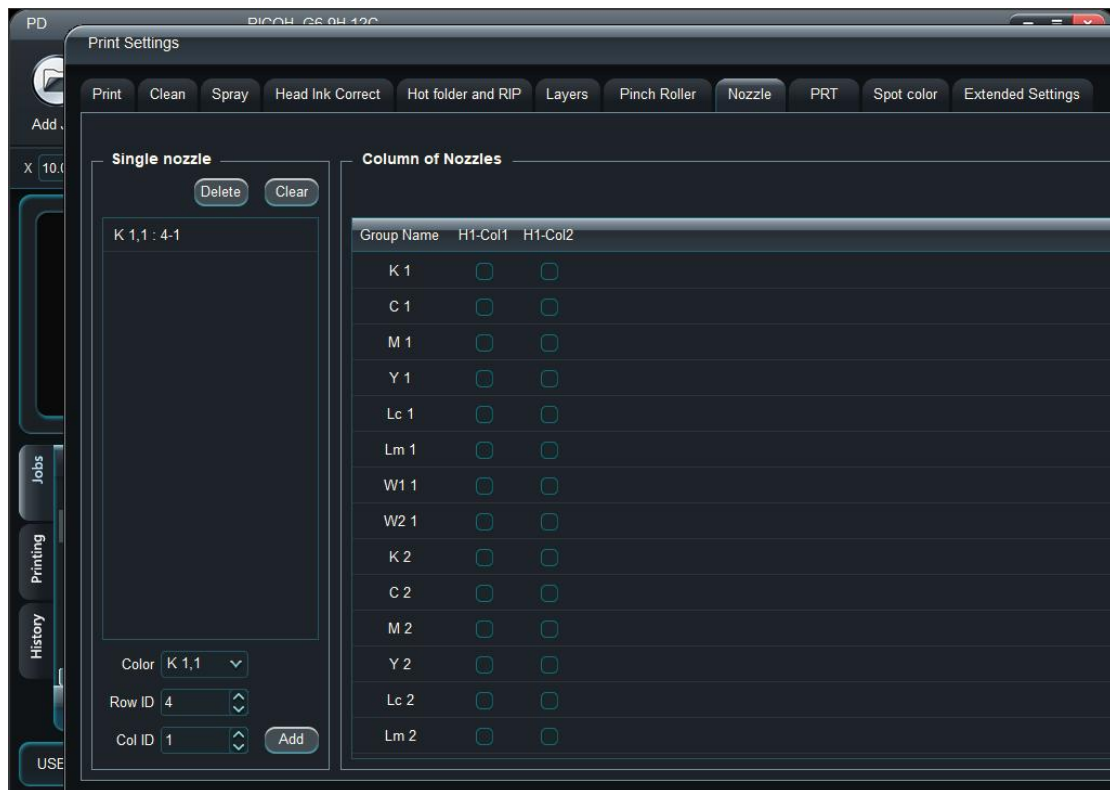 PD
Print Settings
Print Clean Spray Head Ink Correct Hot folder and RIP Layers Pinch Roller Nozzle PRT Spot color Extended Settings
Add
X 10.0
Single nozzle
Delete Clear
K 1,1 : 4-1
Column of Nozzles
Group Name H1-Col1 H1-Col2
K 1
C 1
M 1
Y 1
Lc 1
Lm 1
W1 1
W2 1
K 2
C 2
M 2
Y 2
Lc 2
Lm 2
Color K 1,1
Row ID 4
Col ID 1 Add
Jobs
Printing
History
USE